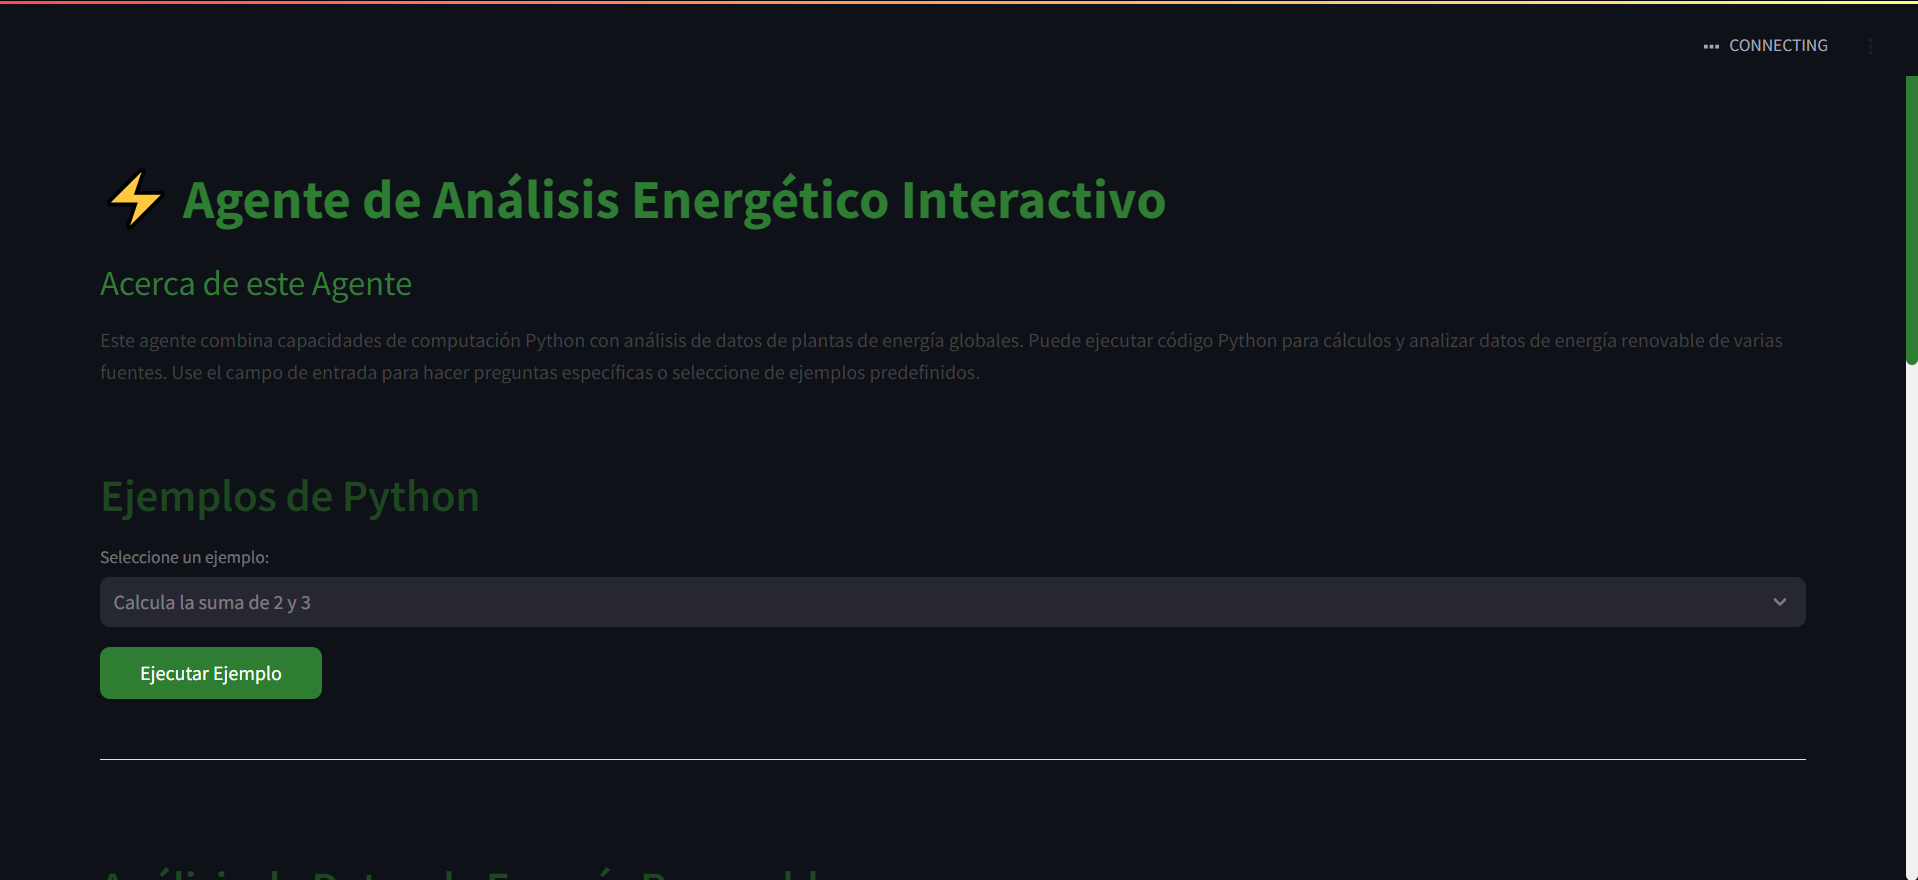 CONNECTING
Agente de Análisis Energético Interactivo
Acerca de este Agente
Este agente combina capacidades de computación Python con análisis de datos de plantas de energía globales. Puede ejecutar código Python para cálculos y analizar datos de energía renovable de varias
fuentes. Use el campo de entrada para hacer preguntas específicas o seleccione de ejemplos predefinidos.
Ejemplos de Python
Seleccione un ejemplo:
Calcula la suma de 2 y 3
Ejecutar Ejemplo